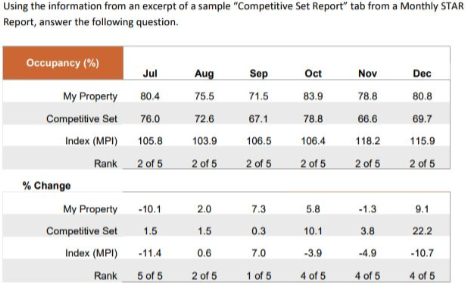 Using the information from an excerpt of a sample "Competitive Set Report" tab from a Monthly STAR
Report, answer the following question.
Occupancy (%)
Jul Aug Sep Oct Nov Dec
My Property 80.4 75.5 71.5 83.9 78.8 80.8
Competitive Set 76.0 72.6 67.1 78.8 66.6 69.7
Index (MPI) 105.8 103.9 106.5 106.4 118.2 115.9
Rank 2 of 5 2 of 5 2 of 5 2 of 5 2 of 5 2 of 5
% Change
My Property -10.1 2.0 7.3 5.8 -1.3 9.1
Competitive Set 1.5 1.5 0.3 10.1 3.8 22.2
Index (MPI) -11.4 0.6 7.0 -3.9 -4.9 -10.7
Rank 5 of 5 2 of 5 1 of 5 4 of 5 4 of 5 4 of 5